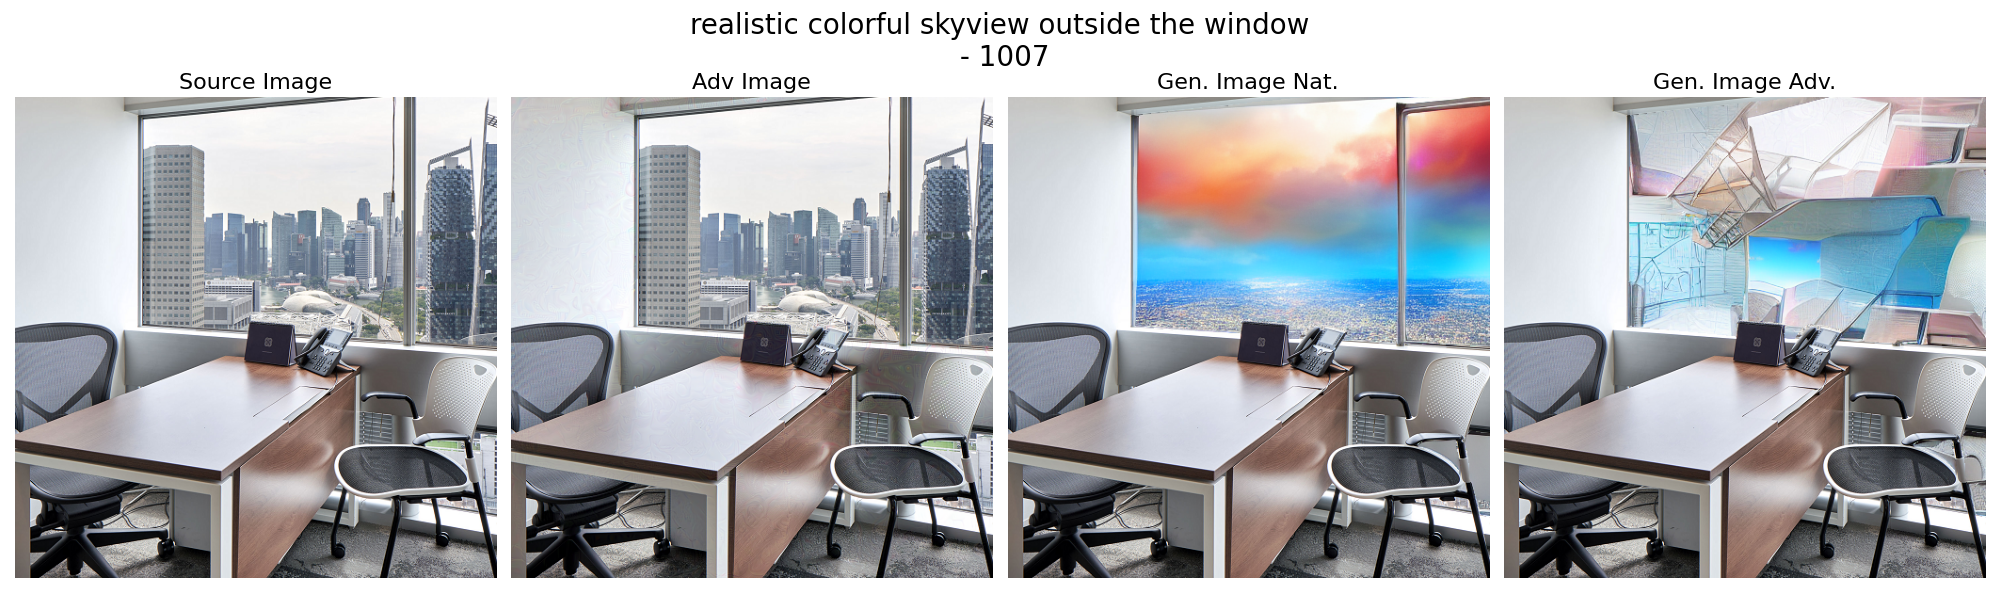 realistic colorful skyview outside the window
- 1007
Source Image
Adv Image
Gen. Image Nat.
Gen. Image Adv.